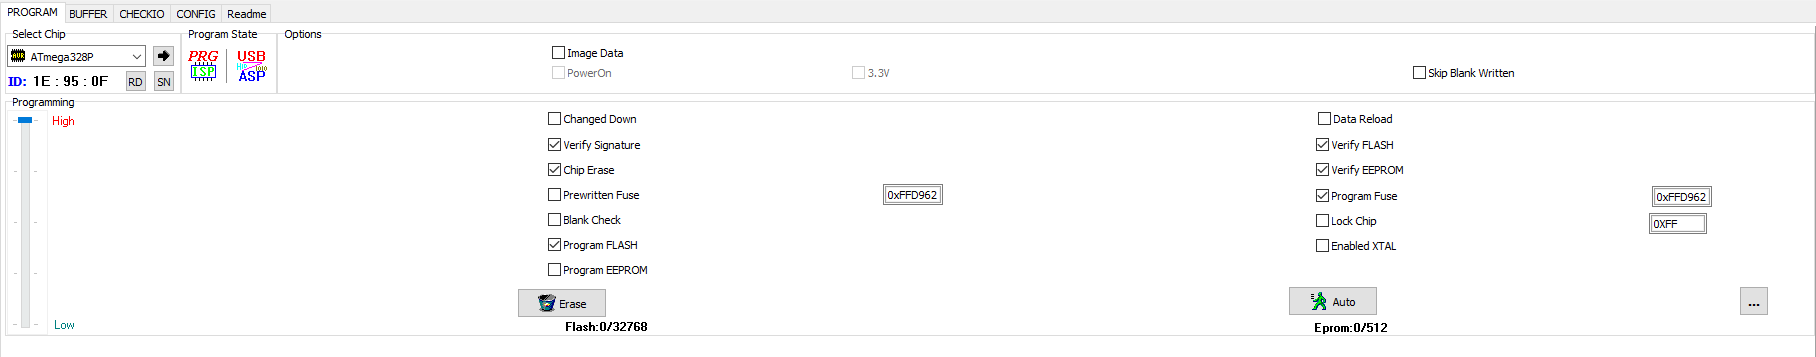 PROGRAM BUFFER CHECKIO CONFIG Readme
Select Chip Program State Options
AVR ATmega328P PRG ISP USB ASP Image Data
ID: 1E : 95 : 0F RD SN PowerOn 3.3V Skip Blank Written
Programming
High Changed Down Data Reload
Verify Signature Verify FLASH
Chip Erase Verify EEPROM
Prewritten Fuse 0xFFD962 Program Fuse 0xFFD962
Blank Check Lock Chip 0XFF
Program FLASH Enabled XTAL
Program EEPROM
Erase Auto ...
Low Flash:0/32768 Eprom:0/512